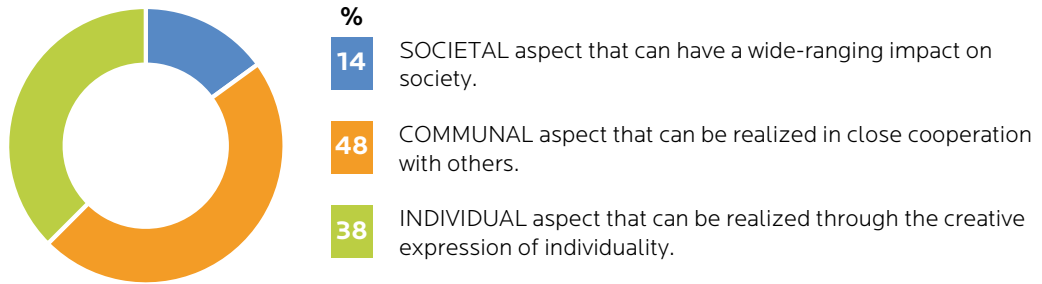 %
14 SOCIETAL aspect that can have a wide-ranging impact on
society.
48 COMMUNAL aspect that can be realized in close cooperation
with others.
38 INDIVIDUAL aspect that can be realized through the creative
expression of individuality.